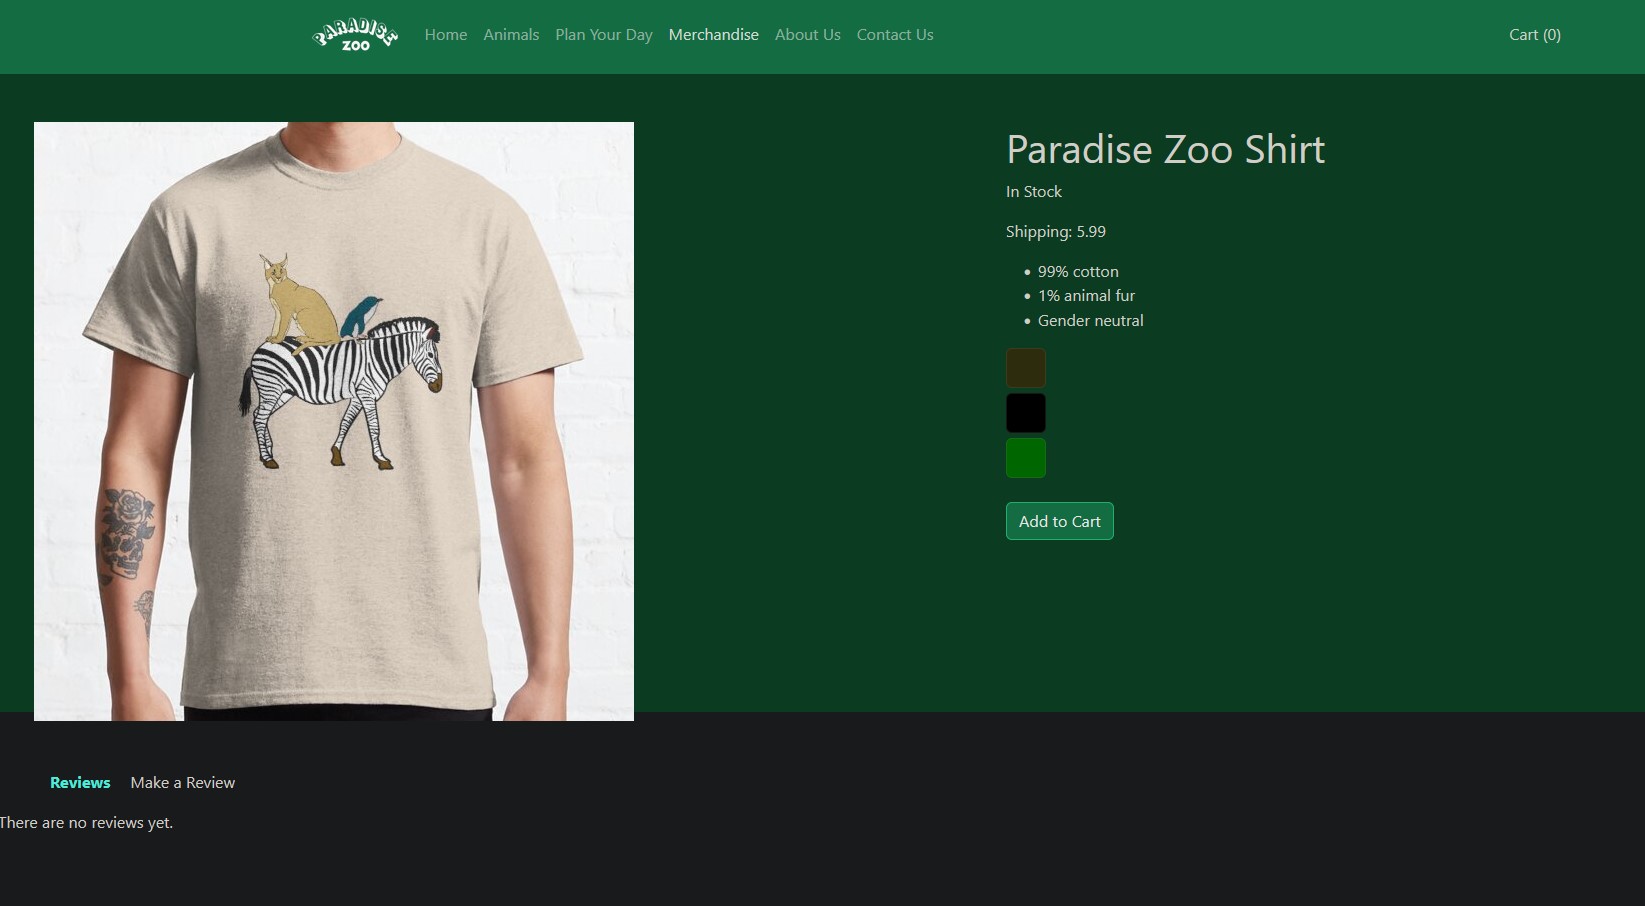 PARADISE
ZOO
Home Animals Plan Your Day Merchandise About Us Contact Us Cart (0)
Paradise Zoo Shirt
In Stock
Shipping: 5.99
• 99% cotton
• 1% animal fur
• Gender neutral
Add to Cart
Reviews Make a Review
There are no reviews yet.